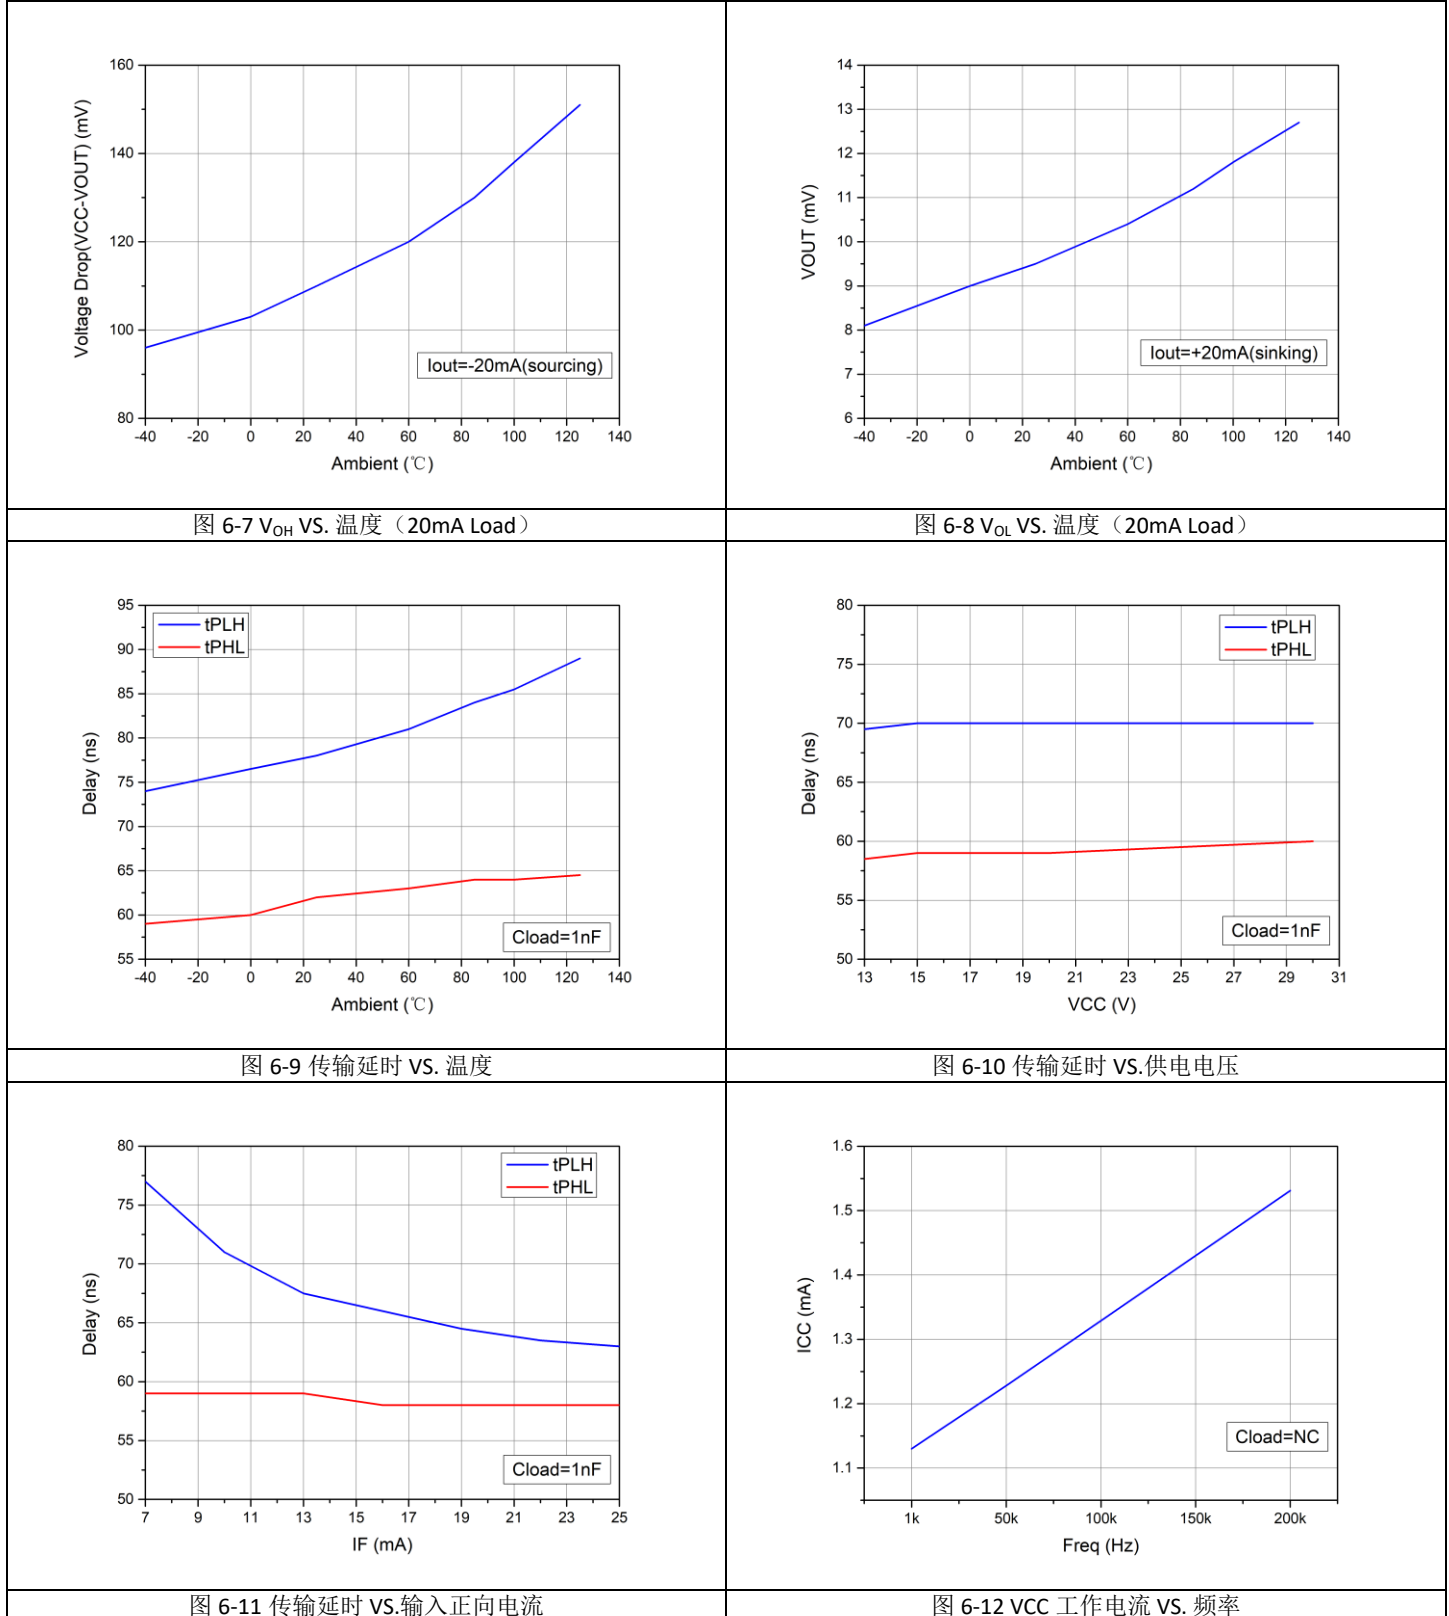 160
140
120
100
80
-40 -20 0 20 40 60 80 100 120 140
Voltage Drop(VCC-VOUT) (mV)
Iout=-20mA(sourcing)
Ambient (℃)
14
13
12
11
10
9
8
7
6
-40 -20 0 20 40 60 80 100 120 140
VOUT (mV)
Iout=+20mA(sinking)
Ambient (℃)
图 6-7 VOH VS. 温度（20mA Load）
图 6-8 VOL VS. 温度（20mA Load）
95
90
85
80
75
70
65
60
55
-40 -20 0 20 40 60 80 100 120 140
Delay (ns)
tPLH
tPHL
Cload=1nF
Ambient (℃)
80
75
70
65
60
55
50
13 15 17 19 21 23 25 27 29 31
Delay (ns)
tPLH
tPHL
Cload=1nF
VCC (V)
图 6-9 传输延时 VS. 温度
图 6-10 传输延时 VS.供电电压
80
75
70
65
60
55
50
7 9 11 13 15 17 19 21 23 25
Delay (ns)
tPLH
tPHL
Cload=1nF
IF (mA)
1.6
1.5
1.4
1.3
1.2
1.1
1k 50k 100k 150k 200k
ICC (mA)
Cload=NC
Freq (Hz)
图 6-11 传输延时 VS.输入正向电流
图 6-12 VCC 工作电流 VS. 频率